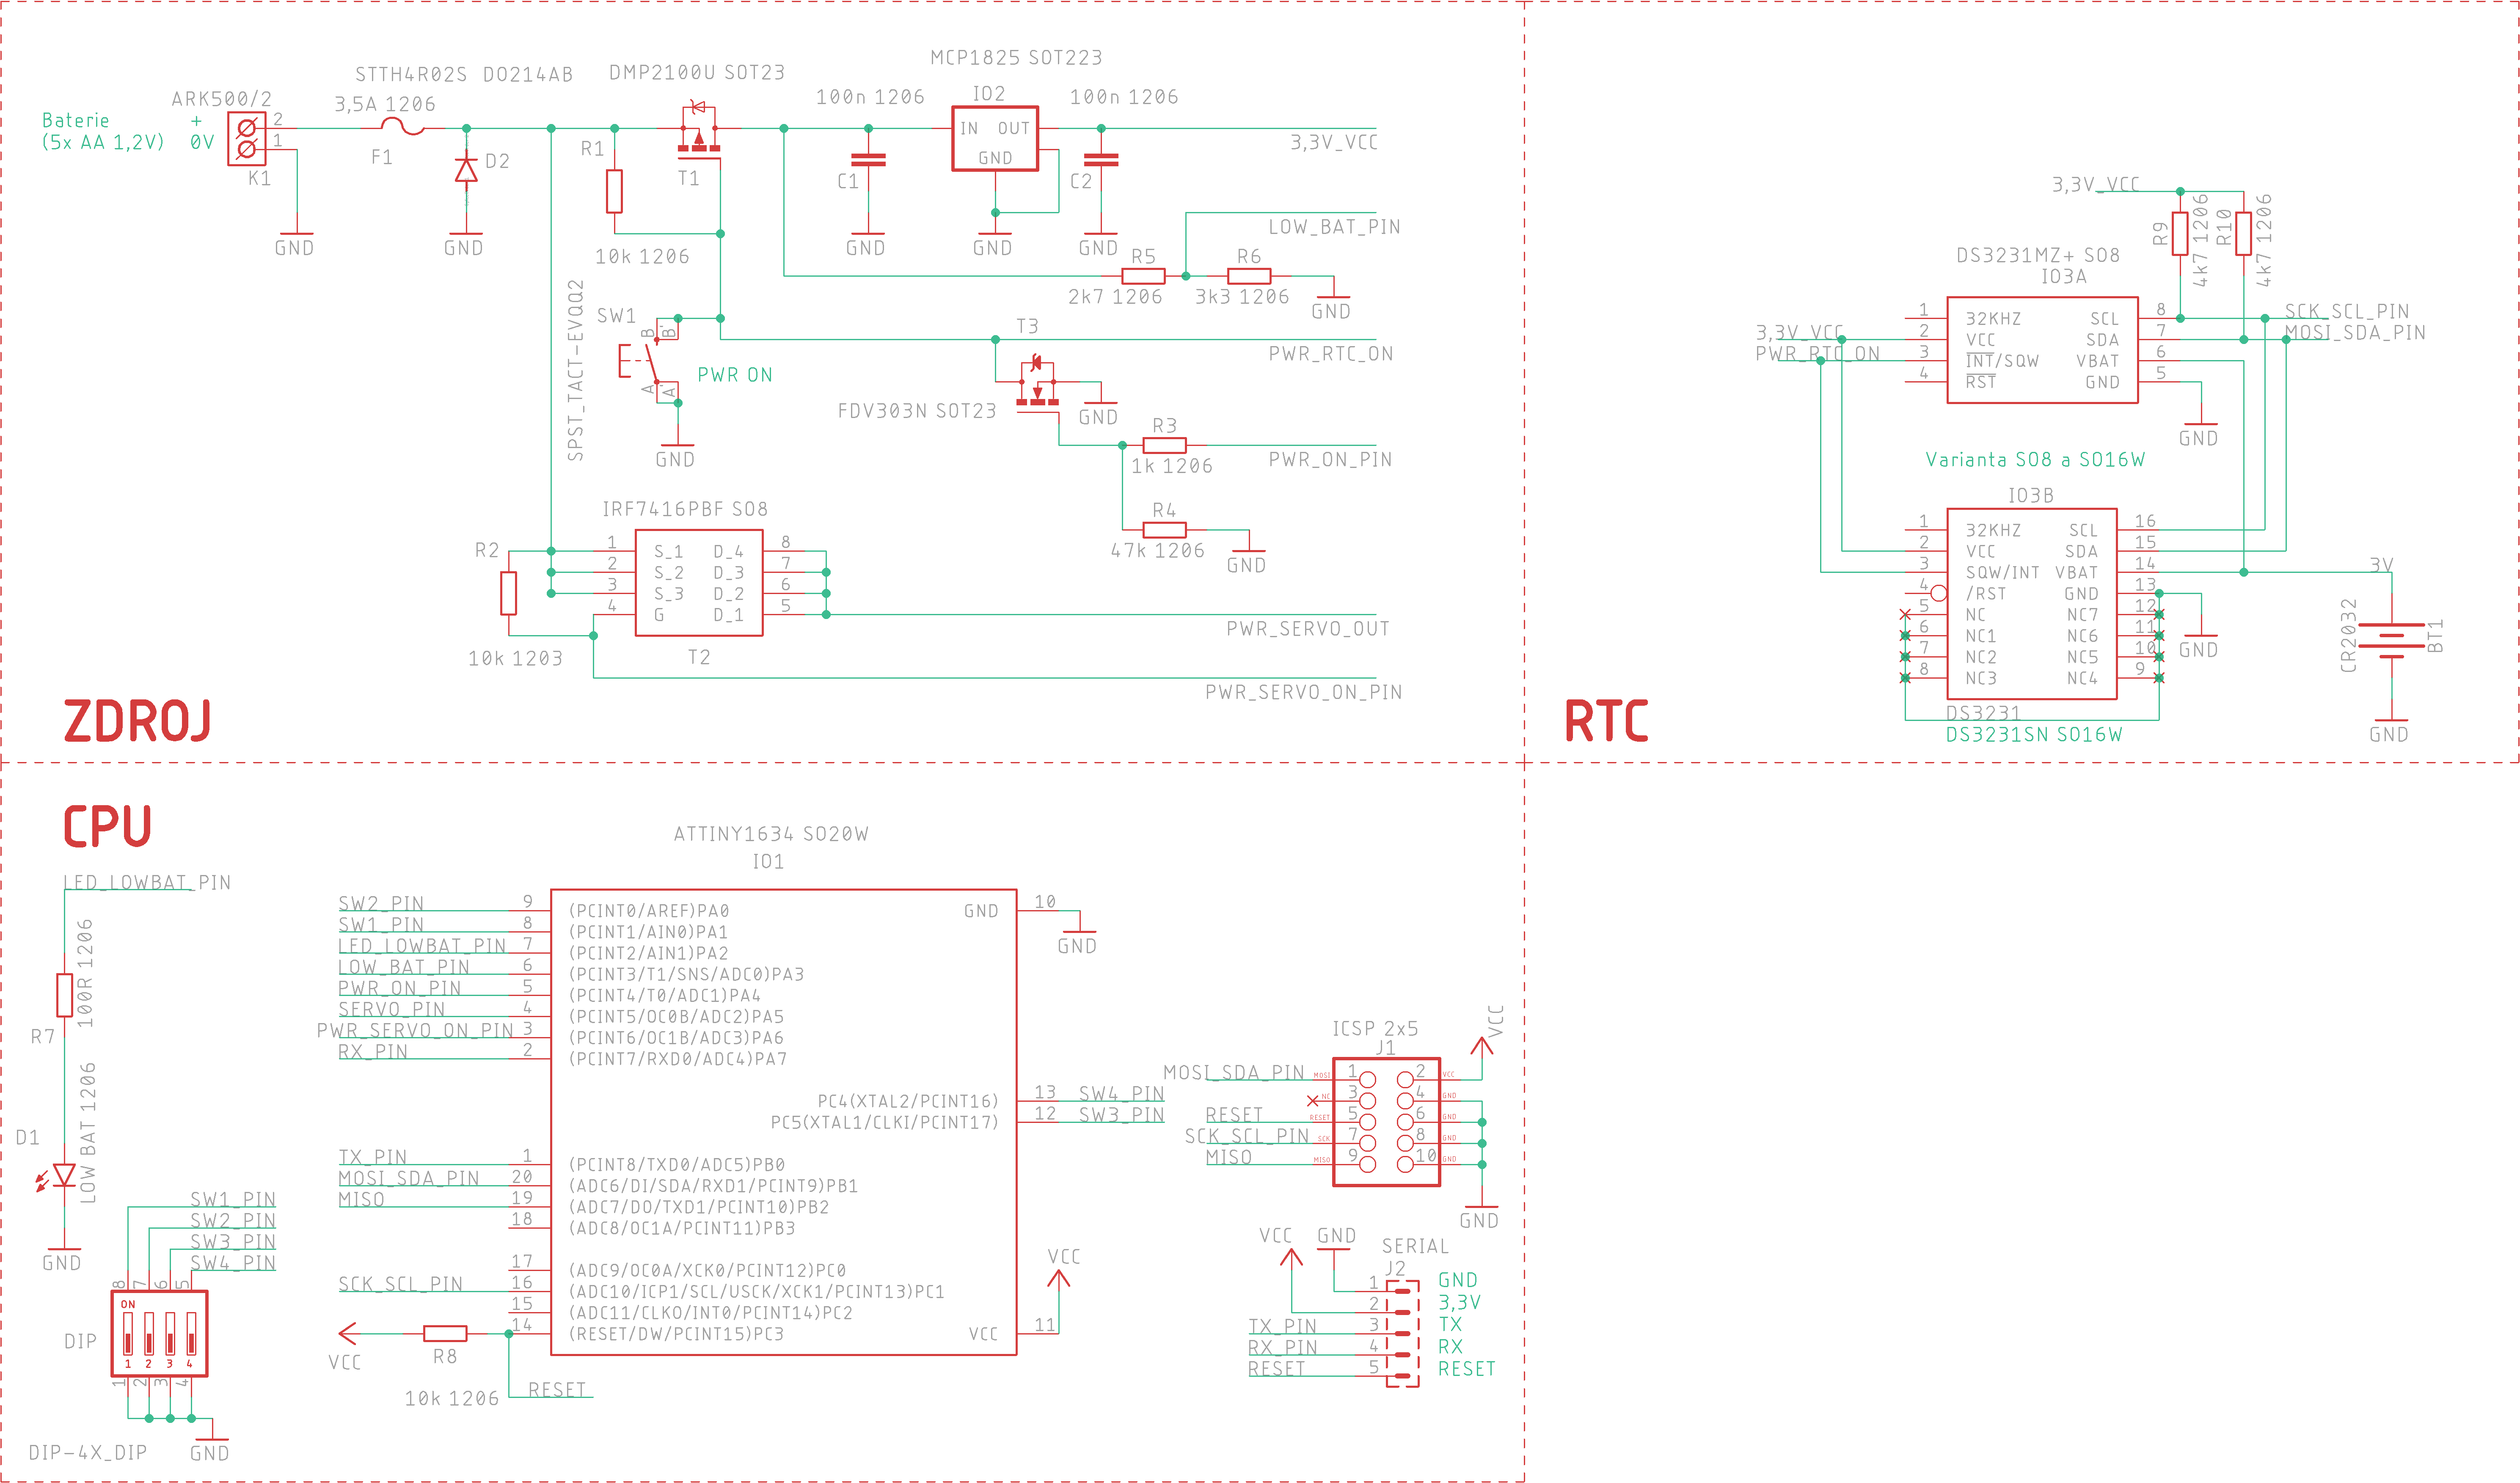 STTH4R02S DO214AB
DMP2100U SOT23
MCP1825 SOT223
ARK500/2
3,5A 1206
100n 1206
IO2
100n 1206
Baterie + 2
(5x AA 1,2V) 0V 1
K1
F1
D2
R1
T1
C1
IN OUT
GND
C2
3,3V_VCC
GND
GND
10k 1206
GND
GND
GND
LOW_BAT_PIN
R5
R6
2k7 1206
3k3 1206
GND
SPST_TACT-EVQQ2
SW1
B
B'
A
A'
PWR ON
GND
T3
PWR_RTC_ON
FDV303N SOT23
GND
R3
1k 1206
PWR_ON_PIN
R4
47k 1206
GND
IRF7416PBF SO8
R2
1 S_1 D_4 8
2 S_2 D_3 7
3 S_3 D_2 6
4 G D_1 5
T2
10k 1203
PWR_SERVO_OUT
PWR_SERVO_ON_PIN
ZDROJ
3,3V_VCC
R9
4k7 1206
R10
4k7 1206
DS3231MZ+ SO8
IO3A
3,3V_VCC
PWR_RTC_ON
1 32KHZ SCL 8
2 VCC SDA 7
3 INT/SQW VBAT 6
4 RST GND 5
SCK_SCL_PIN
MOSI_SDA_PIN
GND
Varianta SO8 a SO16W
IO3B
1 32KHZ SCL 16
2 VCC SDA 15
3 SQW/INT VBAT 14
4 /RST GND 13
5 NC NC7 12
6 NC1 NC6 11
7 NC2 NC5 10
8 NC3 NC4 9
GND
3V
CR2032
BT1
GND
DS3231
DS3231SN SO16W
RTC
CPU
ATTINY1634 SO20W
IO1
LED_LOWBAT_PIN
100R 1206
R7
LOW BAT 1206
D1
GND
SW1_PIN
SW2_PIN
SW3_PIN
SW4_PIN
8 7 6 5
ON
DIP
1 2 3 4
1 2 3 4
GND
DIP-4X_DIP
SW2_PIN 9 (PCINT0/AREF)PA0
SW1_PIN 8 (PCINT1/AIN0)PA1
LED_LOWBAT_PIN 7 (PCINT2/AIN1)PA2
LOW_BAT_PIN 6 (PCINT3/T1/SNS/ADC0)PA3
PWR_ON_PIN 5 (PCINT4/T0/ADC1)PA4
SERVO_PIN 4 (PCINT5/OC0B/ADC2)PA5
PWR_SERVO_ON_PIN 3 (PCINT6/OC1B/ADC3)PA6
RX_PIN 2 (PCINT7/RXD0/ADC4)PA7
GND 10
GND
PC4(XTAL2/PCINT16) 13 SW4_PIN
PC5(XTAL1/CLKI/PCINT17) 12 SW3_PIN
TX_PIN 1 (PCINT8/TXD0/ADC5)PB0
MOSI_SDA_PIN 20 (ADC6/DI/SDA/RXD1/PCINT9)PB1
MISO 19 (ADC7/DO/TXD1/PCINT10)PB2
18 (ADC8/OC1A/PCINT11)PB3
17 (ADC9/OC0A/XCK0/PCINT12)PC0
SCK_SCL_PIN 16 (ADC10/ICP1/SCL/USCK/XCK1/PCINT13)PC1
15 (ADC11/CLKO/INT0/PCINT14)PC2
14 (RESET/DW/PCINT15)PC3
VCC 11
VCC
VCC
R8
10k 1206
RESET
ICSP 2x5
J1
VCC
MOSI_SDA_PIN MOSI 1 2 VCC
NC 3 4 GND
RESET RESET 5 6 GND
SCK_SCL_PIN SCK 7 8 GND
MISO MISO 9 10 GND
GND
VCC
GND
SERIAL
J2
1 GND
2 3,3V
TX_PIN 3 TX
RX_PIN 4 RX
RESET 5 RESET